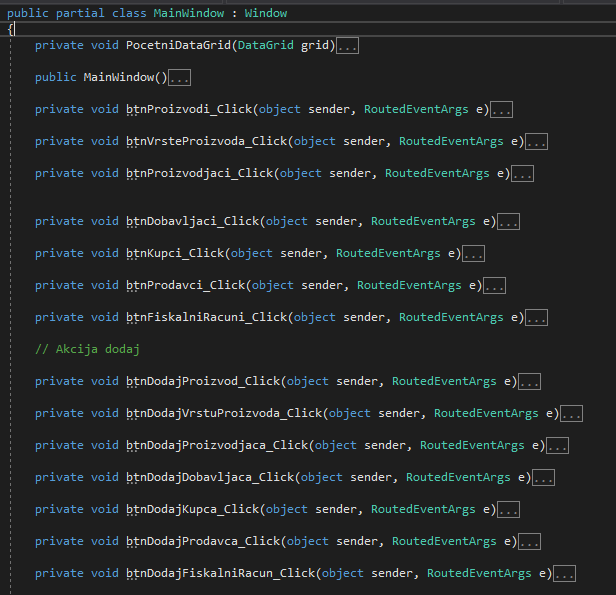 public partial class MainWindow : Window
{
private void PocetniDataGrid(DataGrid grid)...
public MainWindow()...
private void btnProizvodi_Click(object sender, RoutedEventArgs e)...
private void btnVrsteProizvoda_Click(object sender, RoutedEventArgs e)...
private void btnProizvodjaci_Click(object sender, RoutedEventArgs e)...
private void btnDobavljaci_Click(object sender, RoutedEventArgs e)...
private void btnKupci_Click(object sender, RoutedEventArgs e)...
private void btnProdavci_Click(object sender, RoutedEventArgs e)...
private void btnFiskalniRacuni_Click(object sender, RoutedEventArgs e)...
// Akcija dodaj
private void btnDodajProizvod_Click(object sender, RoutedEventArgs e)...
private void btnDodajVrstuProizvoda_Click(object sender, RoutedEventArgs e)...
private void btnDodajProizvodjaca_Click(object sender, RoutedEventArgs e)...
private void btnDodajDobavljaca_Click(object sender, RoutedEventArgs e)...
private void btnDodajKupca_Click(object sender, RoutedEventArgs e)...
private void btnDodajProdavca_Click(object sender, RoutedEventArgs e)...
private void btnDodajFiskalniRacun_Click(object sender, RoutedEventArgs e)...